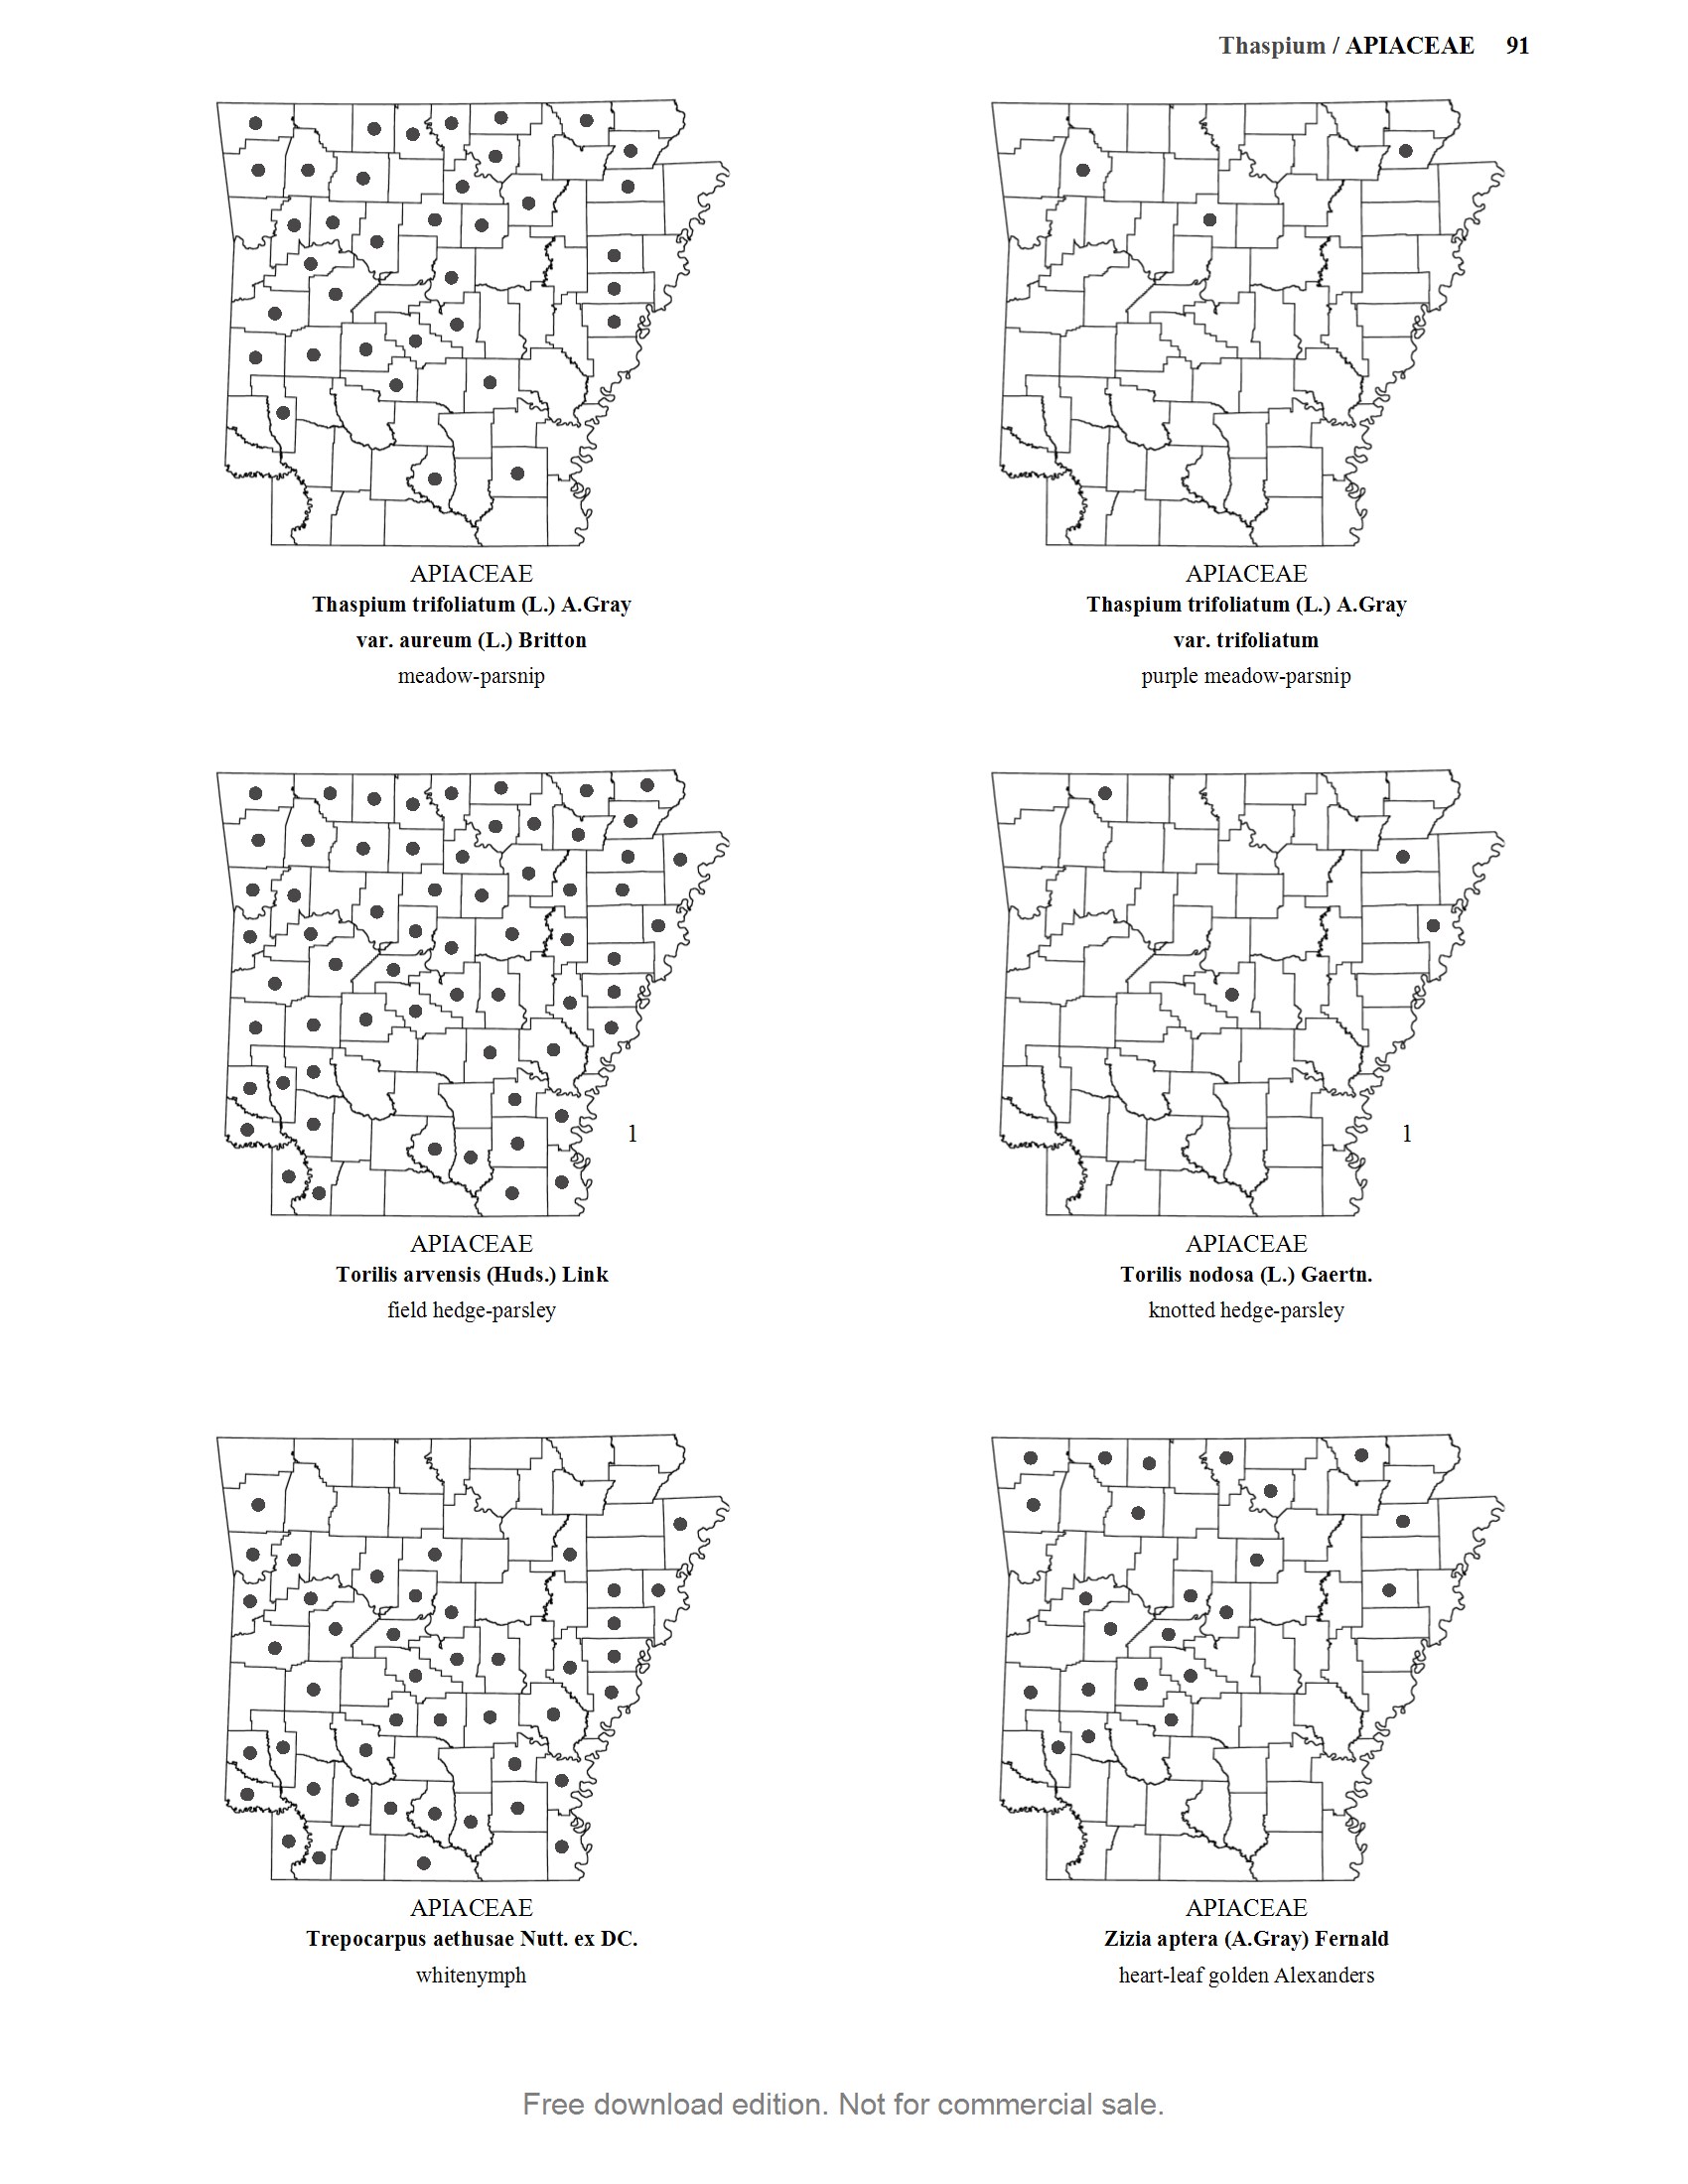 Thaspium / APIACEAE 91
APIACEAE
Thaspium trifoliatum (L.) A.Gray
var. aureum (L.) Britton
meadow-parsnip
APIACEAE
Thaspium trifoliatum (L.) A.Gray
var. trifoliatum
purple meadow-parsnip
1
APIACEAE
Torilis arvensis (Huds.) Link
field hedge-parsley
1
APIACEAE
Torilis nodosa (L.) Gaertn.
knotted hedge-parsley
APIACEAE
Trepocarpus aethusae Nutt. ex DC.
whitenymph
APIACEAE
Zizia aptera (A.Gray) Fernald
heart-leaf golden Alexanders
Free download edition. Not for commercial sale.